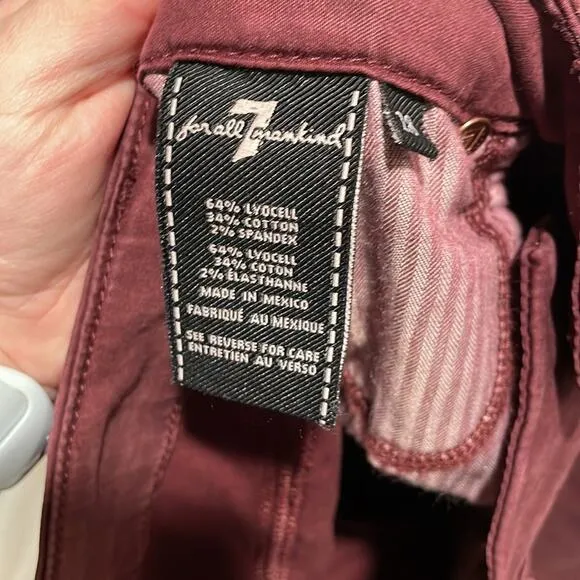 7
for all mankind
64% LYOCELL
34% COTTON
2% SPANDEX
64% LYOCELL
34% COTON
2% ÉLASTHANNE
MADE IN MEXICO
FABRIQUÉ AU MEXIQUE
SEE REVERSE FOR CARE
ENTRETIEN AU VERSO